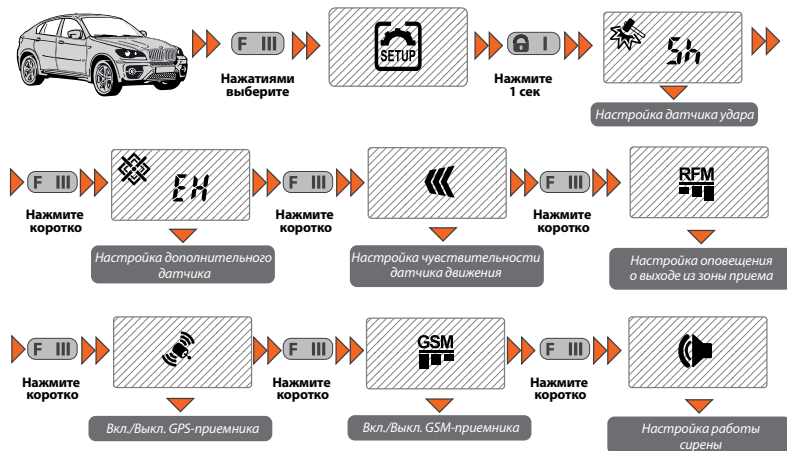 F III
SETUP
I
Sh
Нажатиями
выберите
Нажмите
1 сек
Настройка датчика удара
F III
EH
F III
F III
RFM
Нажмите
коротко
Нажмите
коротко
Нажмите
коротко
Настройка дополнительного
датчика
Настройка чувствительности
датчика движения
Настройка оповещения
о выходе из зоны приема
F III
F III
GSM
F III
Нажмите
коротко
Нажмите
коротко
Нажмите
коротко
Вкл./Выкл. GPS-приемника
Вкл./Выкл. GSM-приемника
Настройка работы
сирены